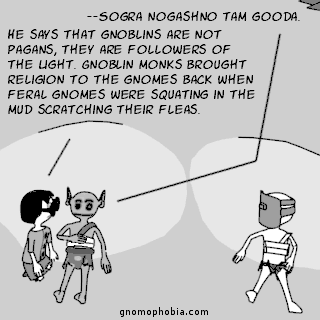 --SOGRA NOGASHNO TAM GOODA.
HE SAYS THAT GNOBLINS ARE NOT
PAGANS, THEY ARE FOLLOWERS OF
THE LIGHT. GNOBLIN MONKS BROUGHT
RELIGION TO THE GNOMES BACK WHEN
FERAL GNOMES WERE SQUATING IN THE
MUD SCRATCHING THEIR FLEAS.
gnomophobia.com